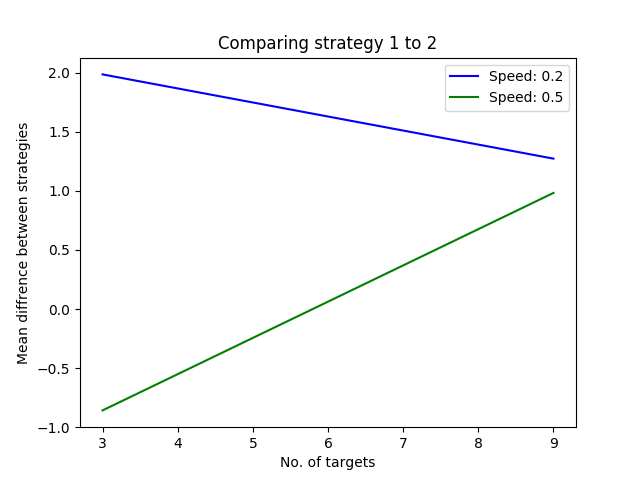 Comparing strategy 1 to 2
Speed: 0.2
Speed: 0.5
Mean diffrence between strategies
2.0
1.5
1.0
0.5
0.0
−0.5
−1.0
3 4 5 6 7 8 9
No. of targets